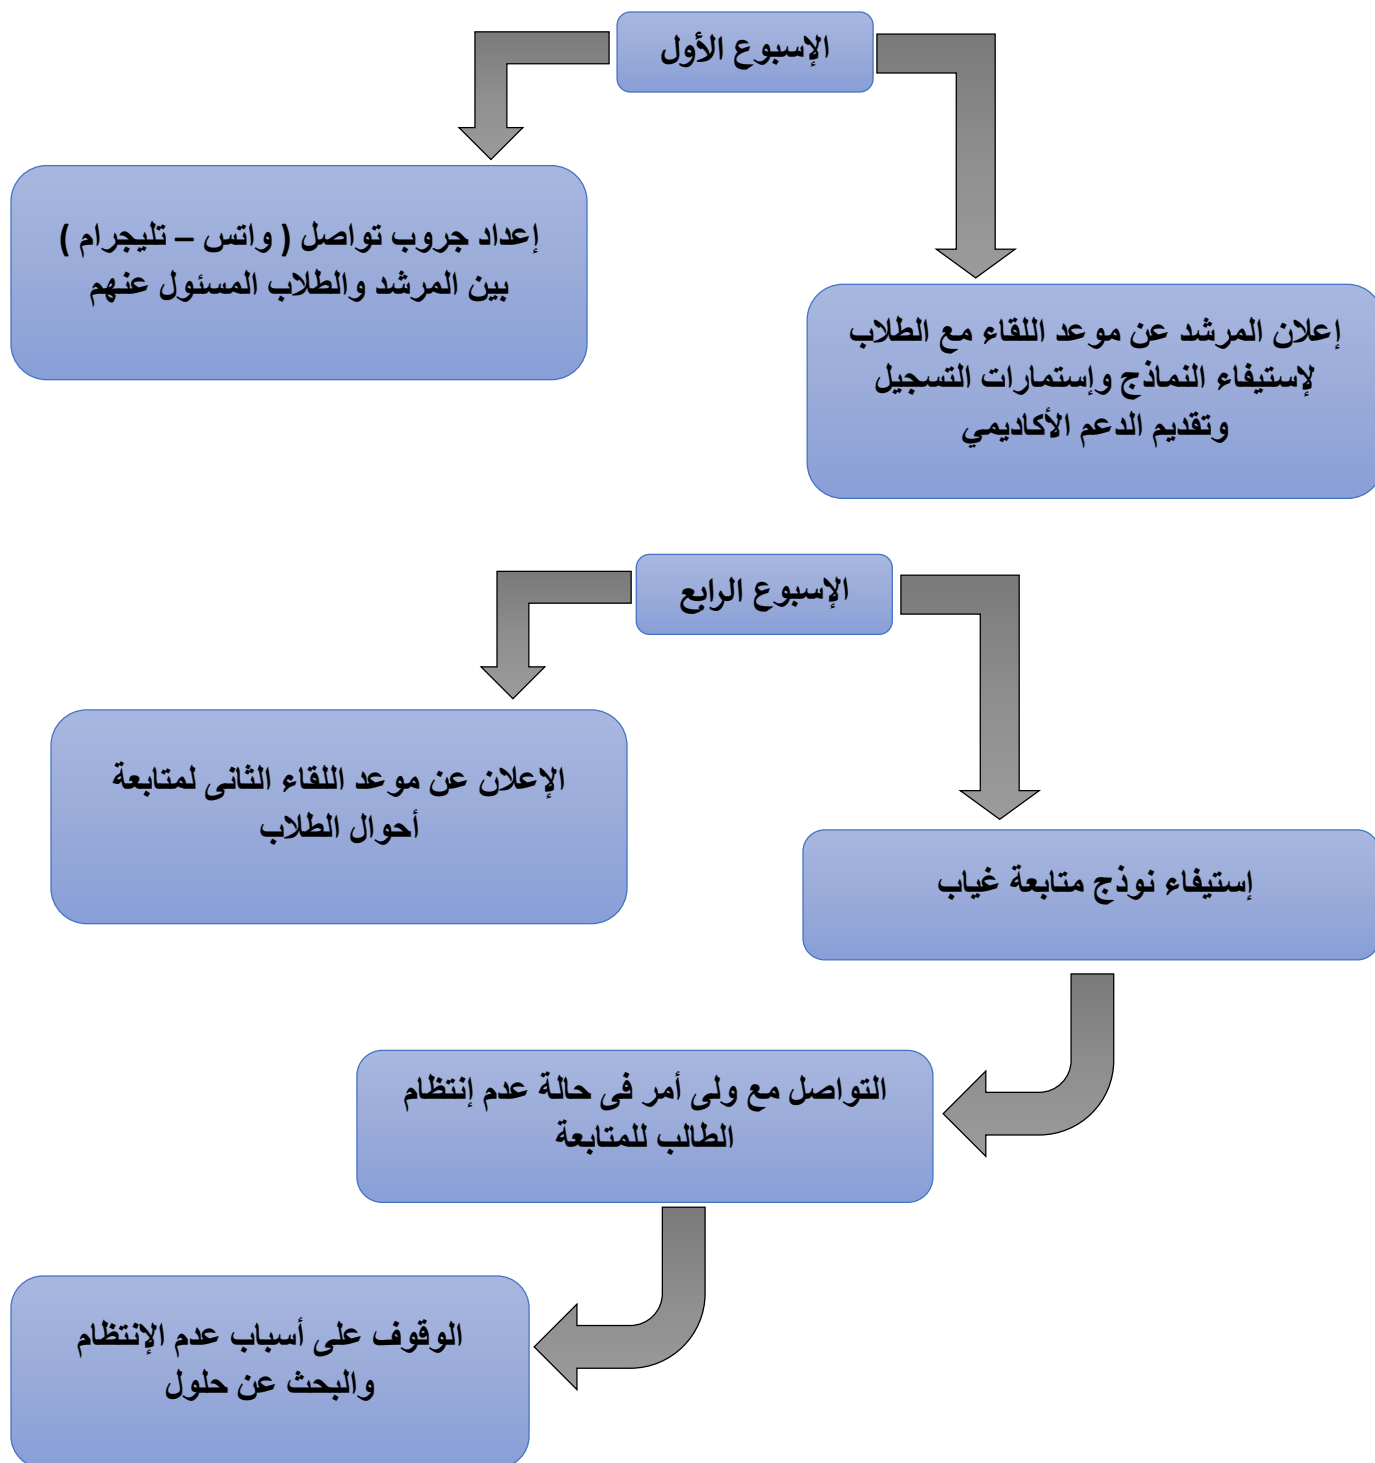 الإسبوع الأول
إعداد جروب تواصل ( واتس – تليجرام )
بين المرشد والطلاب المسئول عنهم
إعلان المرشد عن موعد اللقاء مع الطلاب
لإستيفاء النماذج وإستمارات التسجيل
وتقديم الدعم الأكاديمي
الإسبوع الرابع
الإعلان عن موعد اللقاء الثانى لمتابعة
أحوال الطلاب
إستيفاء نوذج متابعة غياب
التواصل مع ولى أمر فى حالة عدم إنتظام
الطالب للمتابعة
الوقوف على أسباب عدم الإنتظام
والبحث عن حلول